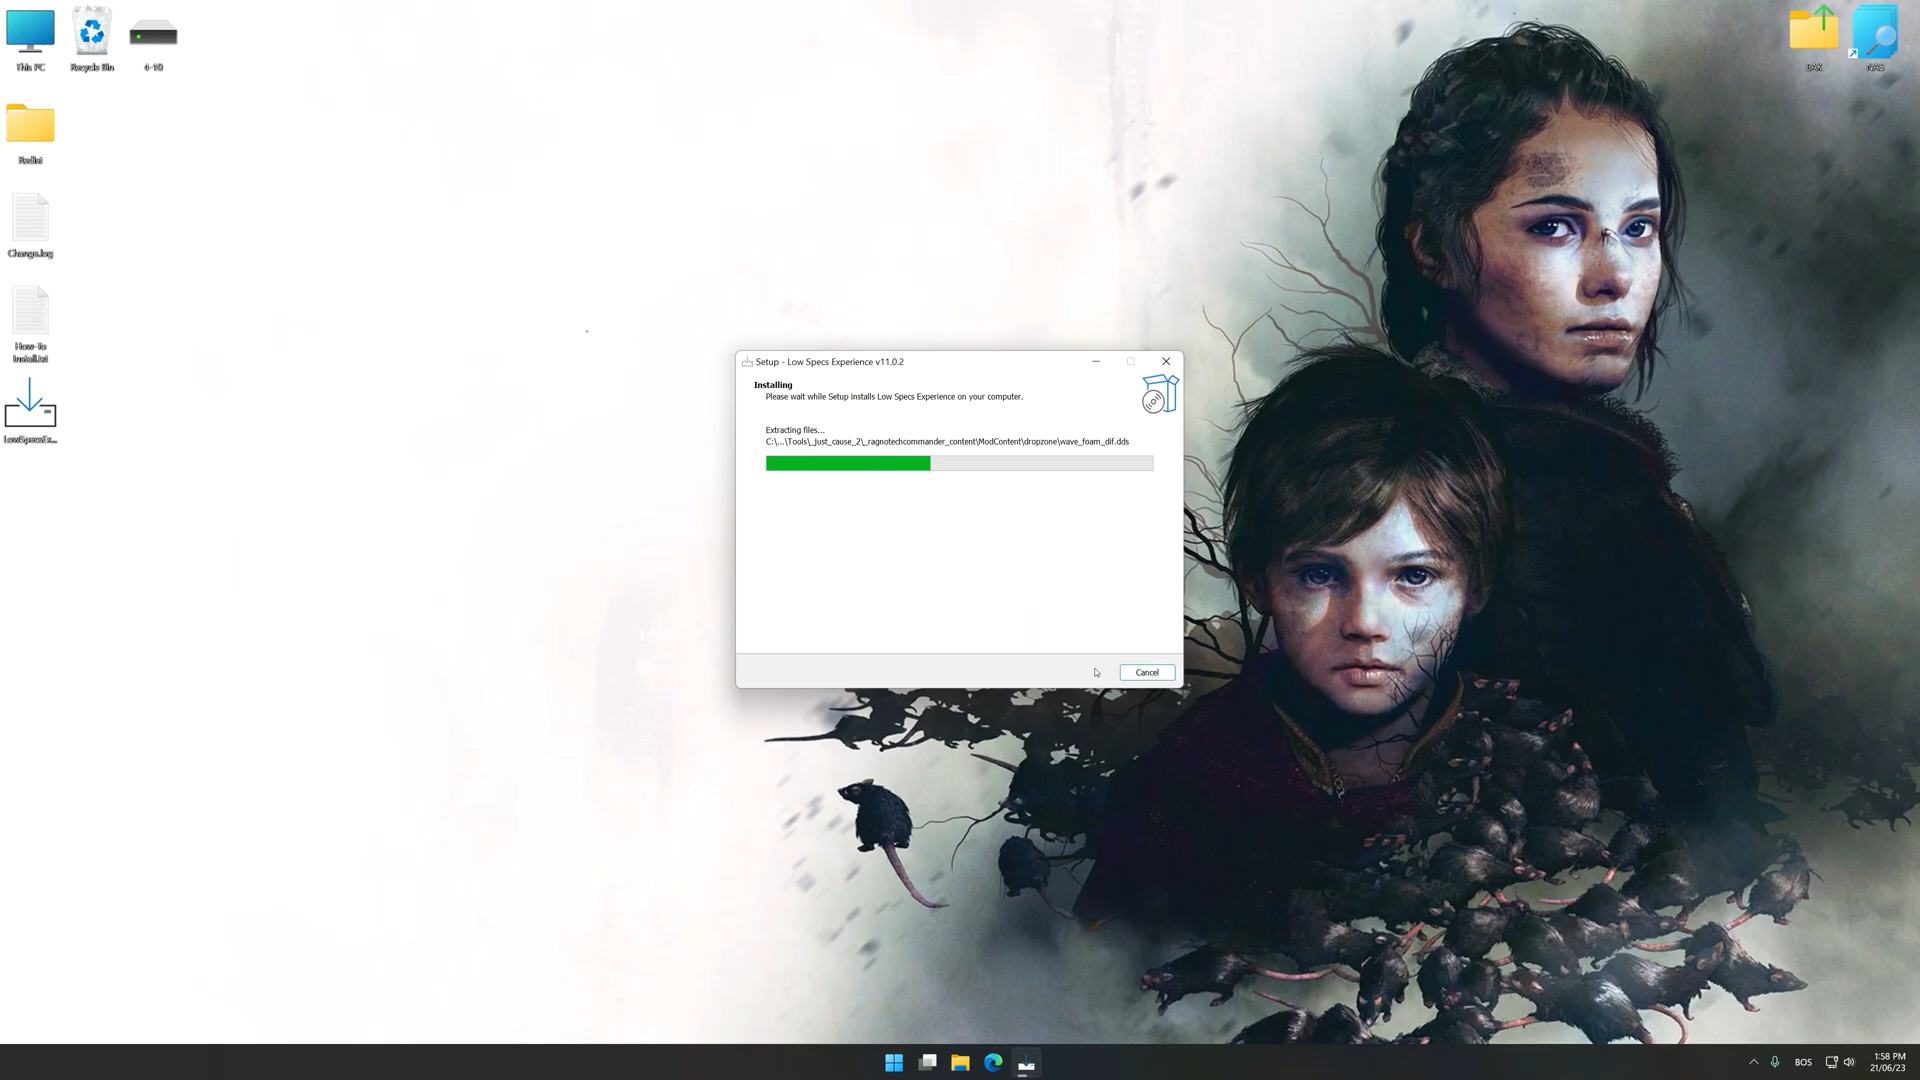 This PC
Recycle Bin
4-10
BAK
NAS
Redist
Change.log
How-To
Install.txt
LowSpecsEx...
Setup - Low Specs Experience v11.0.2
Installing
Please wait while Setup installs Low Specs Experience on your computer.
Extracting files...
C:\...\Tools\_just_cause_2\_ragnotechcommander_content\ModContent\dropzone\wave_foam_dif.dds
Cancel
BOS
1:58 PM
21/06/23